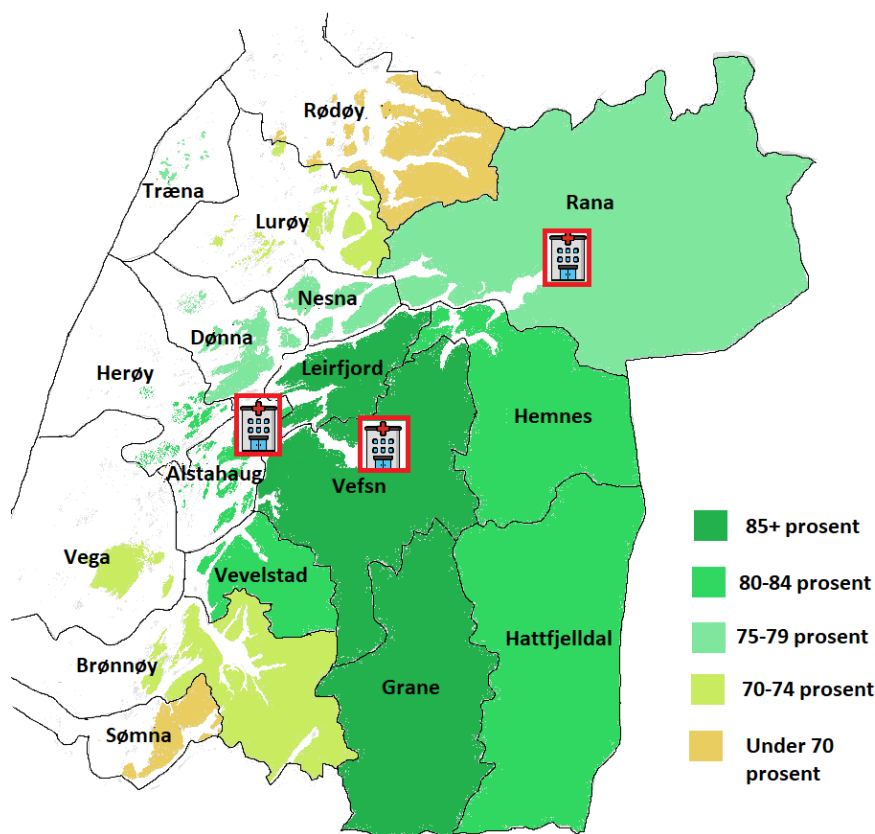 Rødøy
Træna
Rana
Lurøy
Nesna
Dønna
Leirfjord
Herøy
Hemnes
Alstahaug
Vefsn
Vega
Vevelstad
Hattfjelldal
Brønnøy
Grane
Sømna
85+ prosent
80-84 prosent
75-79 prosent
70-74 prosent
Under 70
prosent